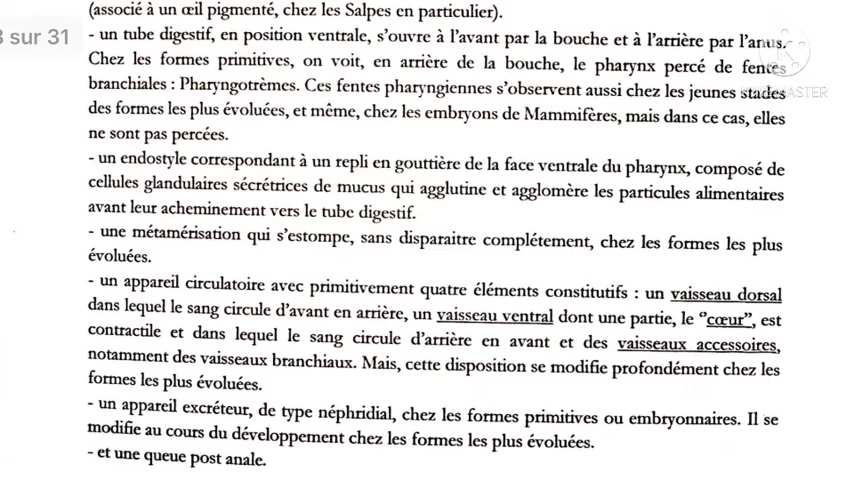 (associé à un œil pigmenté, chez les Salpes en particulier).
3 sur 31
- un tube digestif, en position ventrale, s'ouvre à l'avant par la bouche et à l'arrière par l'anus.
Chez les formes primitives, on voit, en arrière de la bouche, le pharynx percé de fentes
branchiales : Pharyngotrèmes. Ces fentes pharyngiennes s'observent aussi chez les jeunes stades
des formes les plus évoluées, et même, chez les embryons de Mammifères, mais dans ce cas, elles
ne sont pas percées.
- un endostyle correspondant à un repli en gouttière de la face ventrale du pharynx, composé de
cellules glandulaires sécrétrices de mucus qui agglutine et agglomère les particules alimentaires
avant leur acheminement vers le tube digestif.
- une métamérisation qui s'estompe, sans disparaitre complétement, chez les formes les plus
évoluées.
- un appareil circulatoire avec primitivement quatre éléments constitutifs : un vaisseau dorsal
dans lequel le sang circule d'avant en arrière, un vaisseau ventral dont une partie, le "cœur", est
contractile et dans lequel le sang circule d'arrière en avant et des vaisseaux accessoires,
notamment des vaisseaux branchiaux. Mais, cette disposition se modifie profondément chez les
formes les plus évoluées.
- un appareil excréteur, de type néphridial, chez les formes primitives ou embryonnaires. Il se
modifie au cours du développement chez les formes les plus évoluées.
- et une queue post anale.